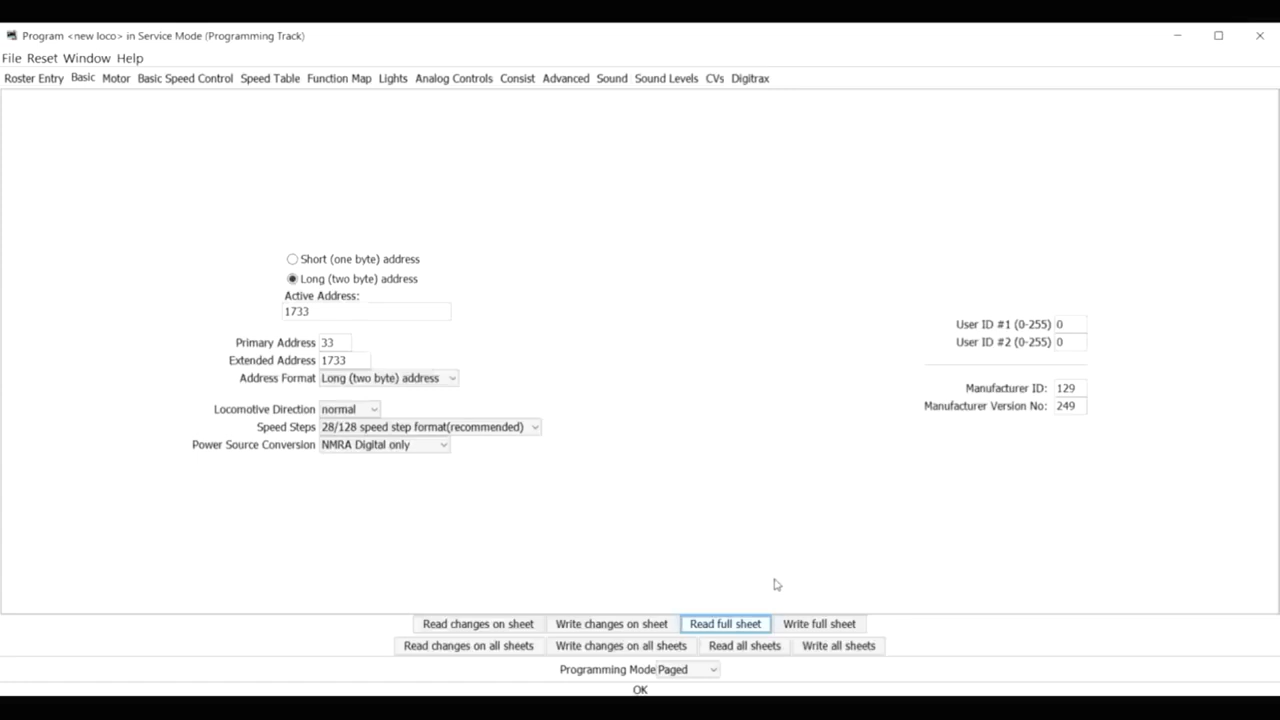 Program <new loco> in Service Mode (Programming Track)
File Reset Window Help
Roster Entry Basic Motor Basic Speed Control Speed Table Function Map Lights Analog Controls Consist Advanced Sound Sound Levels CVs Digitrax
Short (one byte) address
Long (two byte) address
Active Address:
1733
Primary Address 33
Extended Address 1733
Address Format Long (two byte) address
Locomotive Direction normal
Speed Steps 28/128 speed step format(recommended)
Power Source Conversion NMRA Digital only
User ID #1 (0-255) 0
User ID #2 (0-255) 0
Manufacturer ID: 129
Manufacturer Version No: 249
Read changes on sheet Write changes on sheet Read full sheet Write full sheet
Read changes on all sheets Write changes on all sheets Read all sheets Write all sheets
Programming Mode Paged
OK